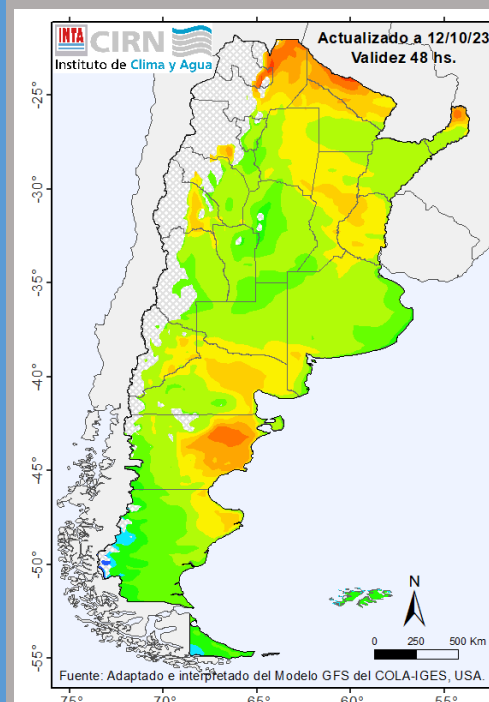 INTA CIRN
Instituto de Clima y Agua
Actualizado a 12/10/23
Validez 48 hs.
-25°
-30°
-35°
-40°
-45°
-50°
-55°
N
0 250 500 Km
Fuente: Adaptado e interpretado del Modelo GFS del COLA-IGES, USA.
-75° -70° -65° -60° -55°